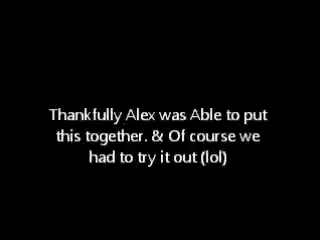 Thankfully Alex was Able to put
this together. & Of course we
had to try it out (lol)